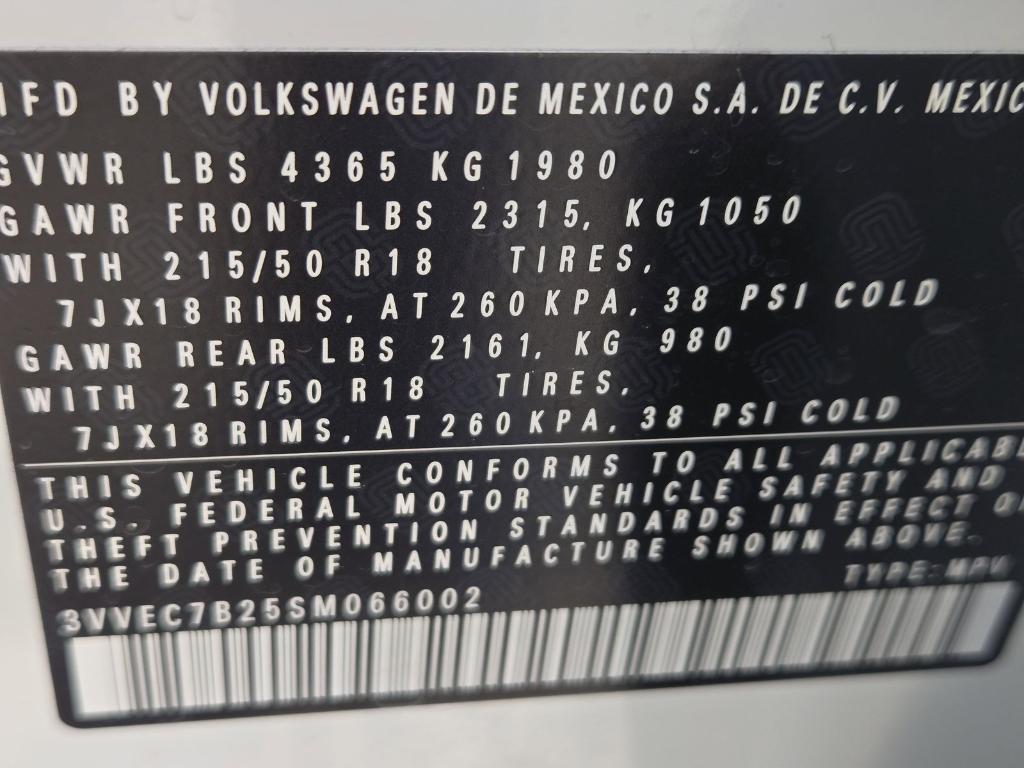 MFD BY VOLKSWAGEN DE MEXICO S.A. DE C.V. MEXIC
GVWR LBS 4365 KG 1980
GAWR FRONT LBS 2315, KG 1050
WITH 215/50 R18 TIRES,
7JX18 RIMS, AT 260 KPA, 38 PSI COLD
GAWR REAR LBS 2161, KG 980
WITH 215/50 R18 TIRES,
7JX18 RIMS, AT 260 KPA, 38 PSI COLD
THIS VEHICLE CONFORMS TO ALL APPLICABLE
U.S. FEDERAL MOTOR VEHICLE SAFETY AND
THEFT PREVENTION STANDARDS IN EFFECT ON
THE DATE OF MANUFACTURE SHOWN ABOVE.
TYPE: MPV
3VVEC7B25SM066002